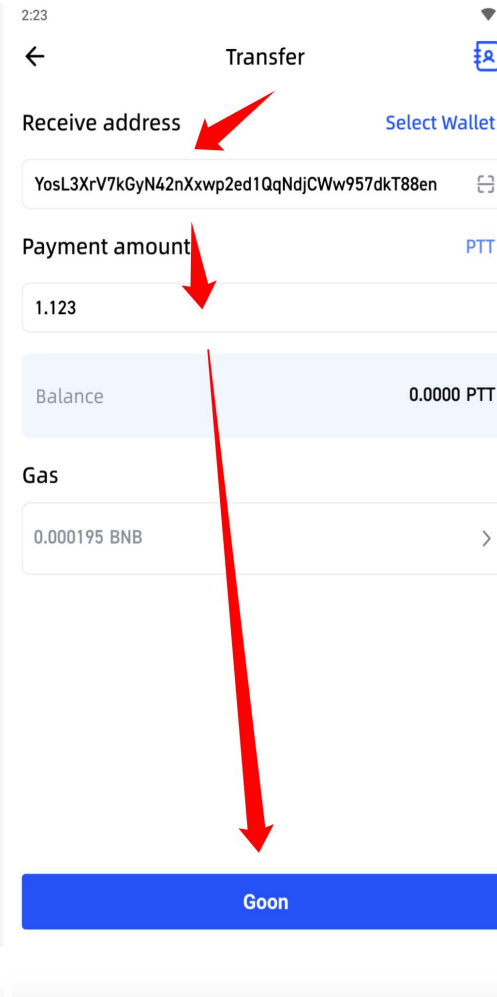 2:23
Transfer
Receive address Select Wallet
YosL3XrV7kGyN42nXxwp2ed1QqNdjCWw957dkT88en
Payment amount PTT
1.123
Balance 0.0000 PTT
Gas
0.000195 BNB
Goon